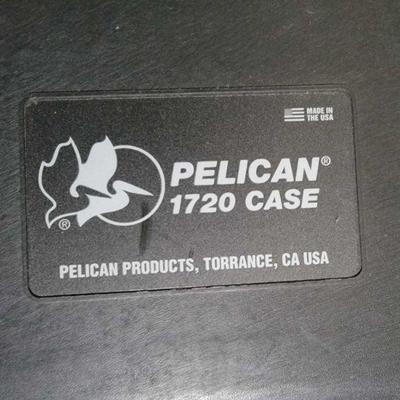 MADE IN
THE USA
PELICAN®
1720 CASE
®
PELICAN PRODUCTS, TORRANCE, CA USA